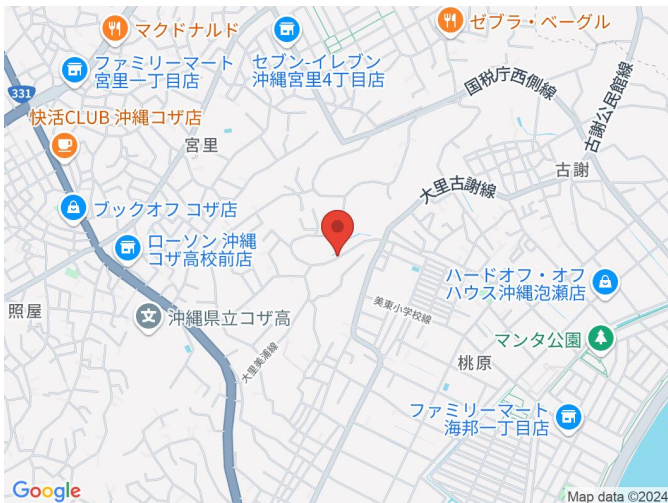 マクドナルド
ゼブラ・ベーグル
ファミリーマート
宮里一丁目店
セブン-イレブン
沖縄宮里4丁目店
国税庁西側線
古謝公民館線
331
快活CLUB 沖縄コザ店
宮里
古謝
大里古謝線
ブックオフ コザ店
ローソン 沖縄
コザ高校前店
ハードオフ・オフ
ハウス沖縄泡瀬店
照屋
沖縄県立コザ高
美東小学校線
マンタ公園
大里美浦線
桃原
ファミリーマート
海邦一丁目店
Google
Map data ©2024